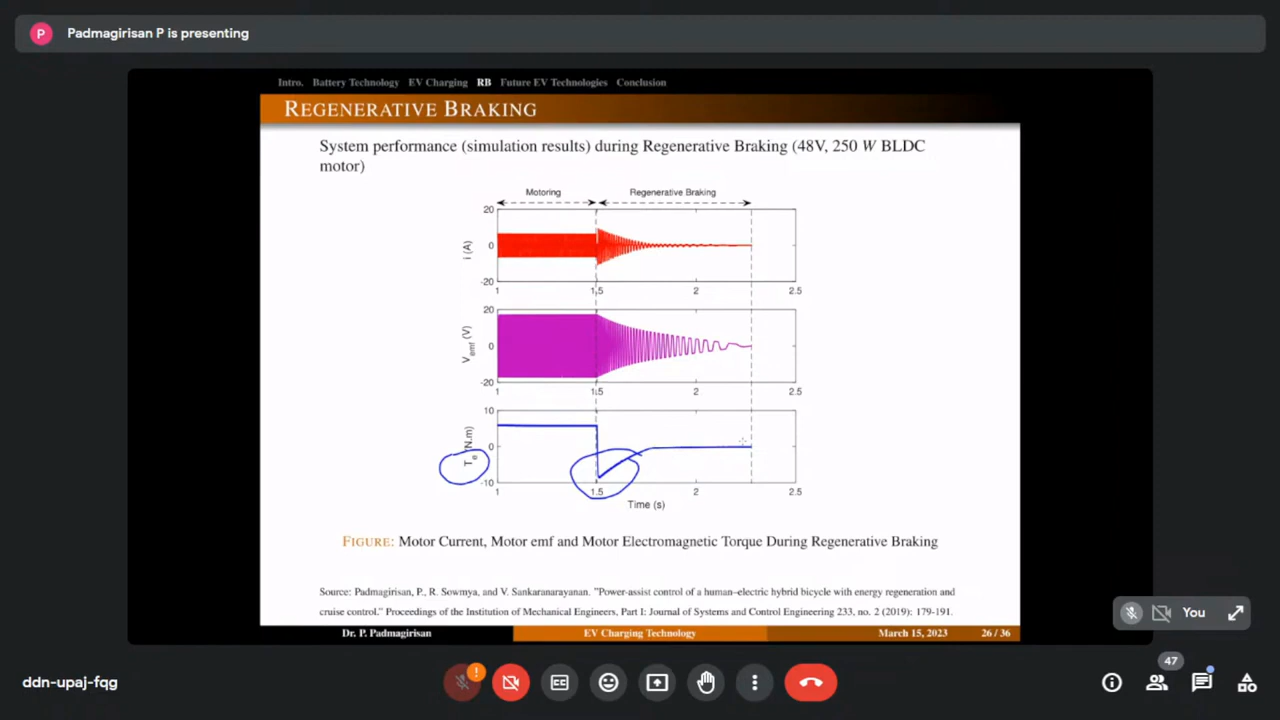 P Padmagirisan P is presenting
Intro. Battery Technology EV Charging RB Future EV Technologies Conclusion
REGENERATIVE BRAKING
System performance (simulation results) during Regenerative Braking (48V, 250 W BLDC
motor)
Motoring Regenerative Braking
20
i (A)
0
-20
1 1.5 2 2.5
20
Vemf (V)
0
-20
1 1.5 2 2.5
10
Te (N.m)
0
-10
1 1.5 2 2.5
Time (s)
FIGURE: Motor Current, Motor emf and Motor Electromagnetic Torque During Regenerative Braking
Source: Padmagirisan, P., R. Sowmya, and V. Sankaranarayanan. "Power-assist control of a human–electric hybrid bicycle with energy regeneration and
cruise control." Proceedings of the Institution of Mechanical Engineers, Part I: Journal of Systems and Control Engineering 233, no. 2 (2019): 179-191.
You
Dr. P. Padmagirisan EV Charging Technology March 15, 2023 26 / 36
ddn-upaj-fqg
! CC 47